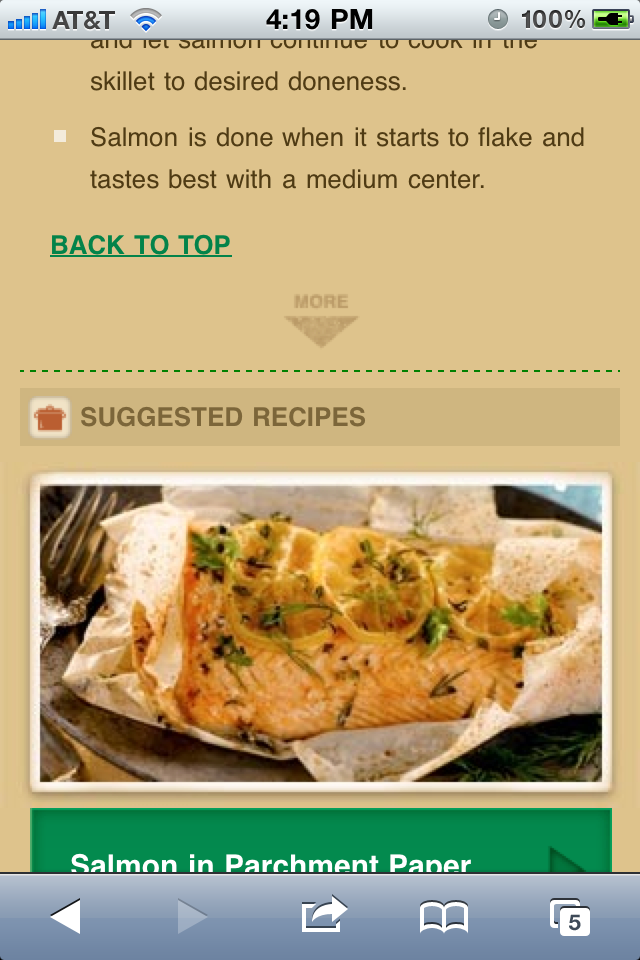 AT&T 4:19 PM 100%
and let salmon continue to cook in the
skillet to desired doneness.
Salmon is done when it starts to flake and
tastes best with a medium center.
BACK TO TOP
MORE
SUGGESTED RECIPES
Salmon in Parchment Paper
5